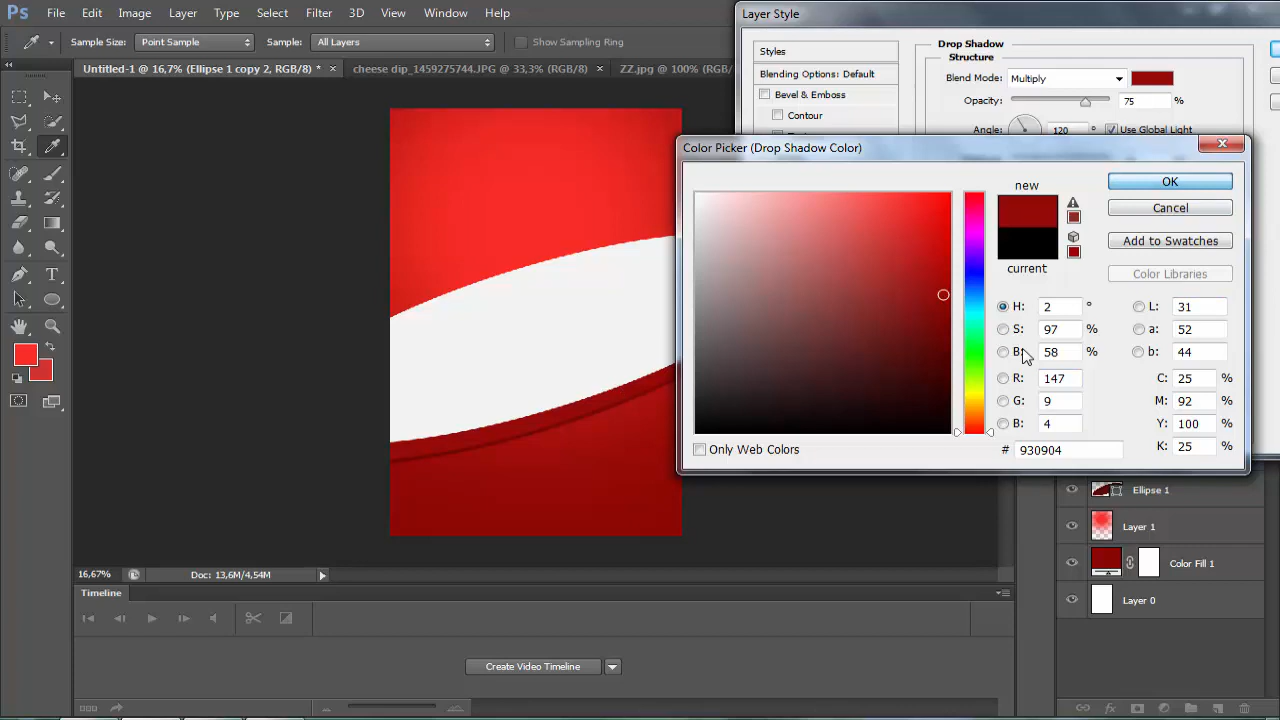 Ps File Edit Image Layer Type Select Filter 3D View Window Help
Layer Style
Sample Size: Point Sample Sample: All Layers Show Sampling Ring
Untitled-1 @ 16,7% (Ellipse 1 copy 2, RGB/8) * × cheese dip_1459275744.JPG @ 33,3% (RGB/8) × ZZ.jpg @ 100% (RGB/
Styles
Blending Options: Default
Bevel & Emboss
Contour
Drop Shadow
Structure
Blend Mode: Multiply
Opacity: 75 %
Angle: 120 ° Use Global Light
Color Picker (Drop Shadow Color)
new
current
OK
Cancel
Add to Swatches
Color Libraries
H: 2 ° L: 31
S: 97 % a: 52
B: 58 % b: 44
R: 147 C: 25 %
G: 9 M: 92 %
B: 4 Y: 100 %
Only Web Colors # 930904 K: 25 %
Ellipse 1
Layer 1
Color Fill 1
Layer 0
16,67% Doc: 13,6M/4,54M
Timeline
Create Video Timeline
fx